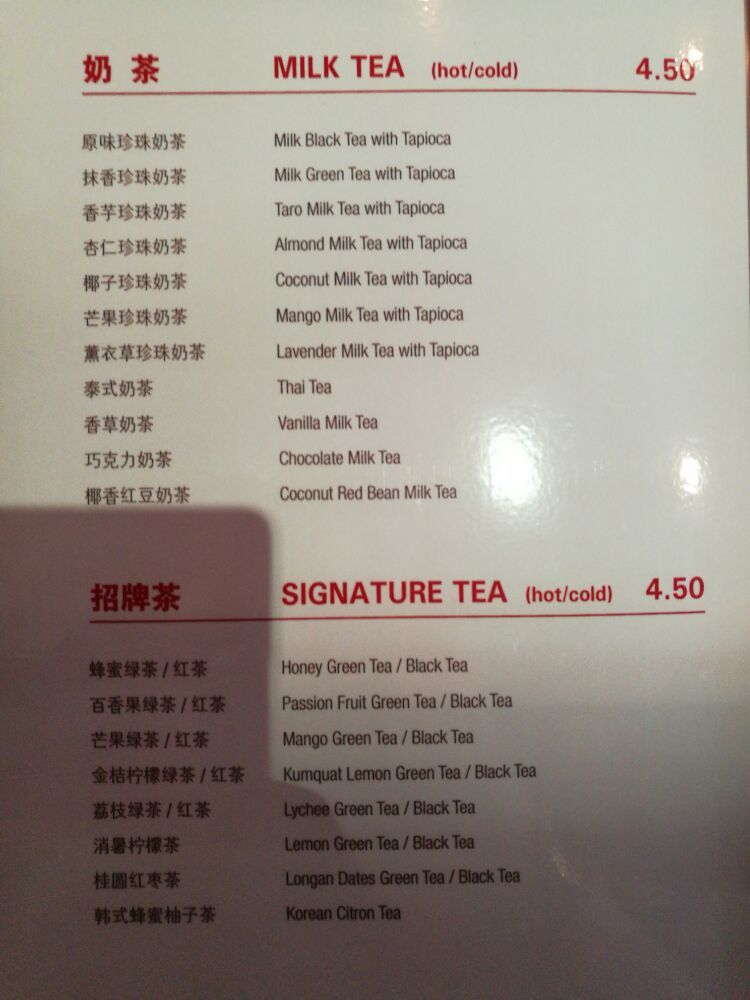 奶 茶 MILK TEA (hot/cold) 4.50
原味珍珠奶茶 Milk Black Tea with Tapioca
抹香珍珠奶茶 Milk Green Tea with Tapioca
香芋珍珠奶茶 Taro Milk Tea with Tapioca
杏仁珍珠奶茶 Almond Milk Tea with Tapioca
椰子珍珠奶茶 Coconut Milk Tea with Tapioca
芒果珍珠奶茶 Mango Milk Tea with Tapioca
薰衣草珍珠奶茶 Lavender Milk Tea with Tapioca
泰式奶茶 Thai Tea
香草奶茶 Vanilla Milk Tea
巧克力奶茶 Chocolate Milk Tea
椰香红豆奶茶 Coconut Red Bean Milk Tea
招牌茶 SIGNATURE TEA (hot/cold) 4.50
蜂蜜绿茶 / 红茶 Honey Green Tea / Black Tea
百香果绿茶 / 红茶 Passion Fruit Green Tea / Black Tea
芒果绿茶 / 红茶 Mango Green Tea / Black Tea
金桔柠檬绿茶 / 红茶 Kumquat Lemon Green Tea / Black Tea
荔枝绿茶 / 红茶 Lychee Green Tea / Black Tea
消暑柠檬茶 Lemon Green Tea / Black Tea
桂圆红枣茶 Longan Dates Green Tea / Black Tea
韩式蜂蜜柚子茶 Korean Citron Tea